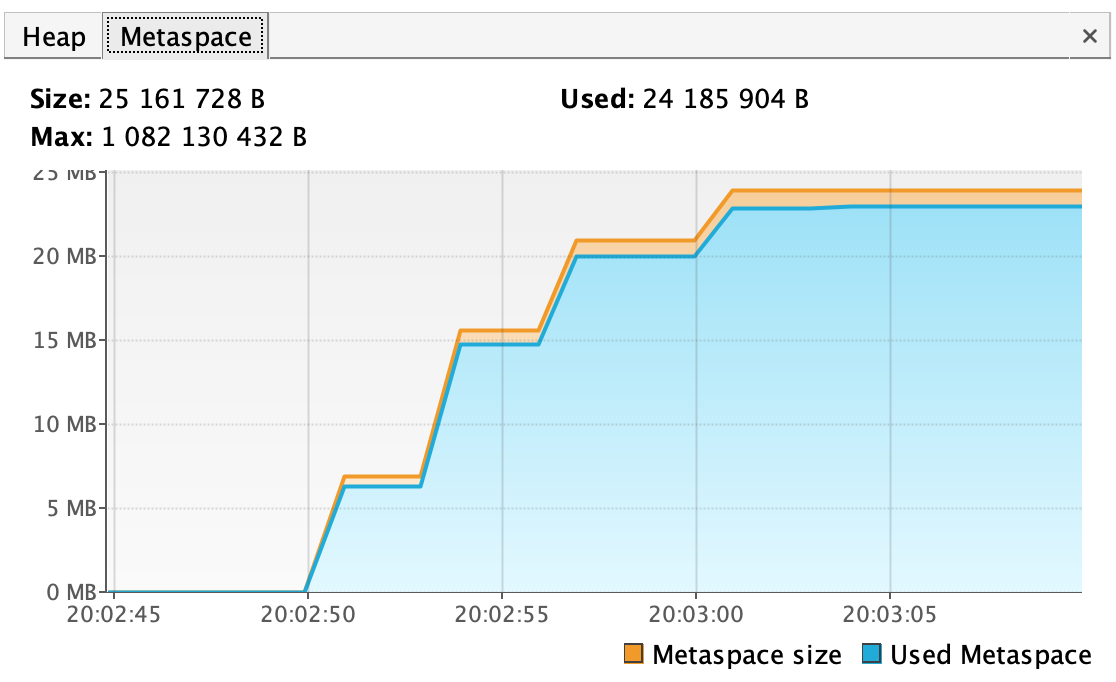 Heap Metaspace ×
Size: 25 161 728 B Used: 24 185 904 B
Max: 1 082 130 432 B
25 MB
20 MB
15 MB
10 MB
5 MB
0 MB
20:02:45 20:02:50 20:02:55 20:03:00 20:03:05
Metaspace size Used Metaspace